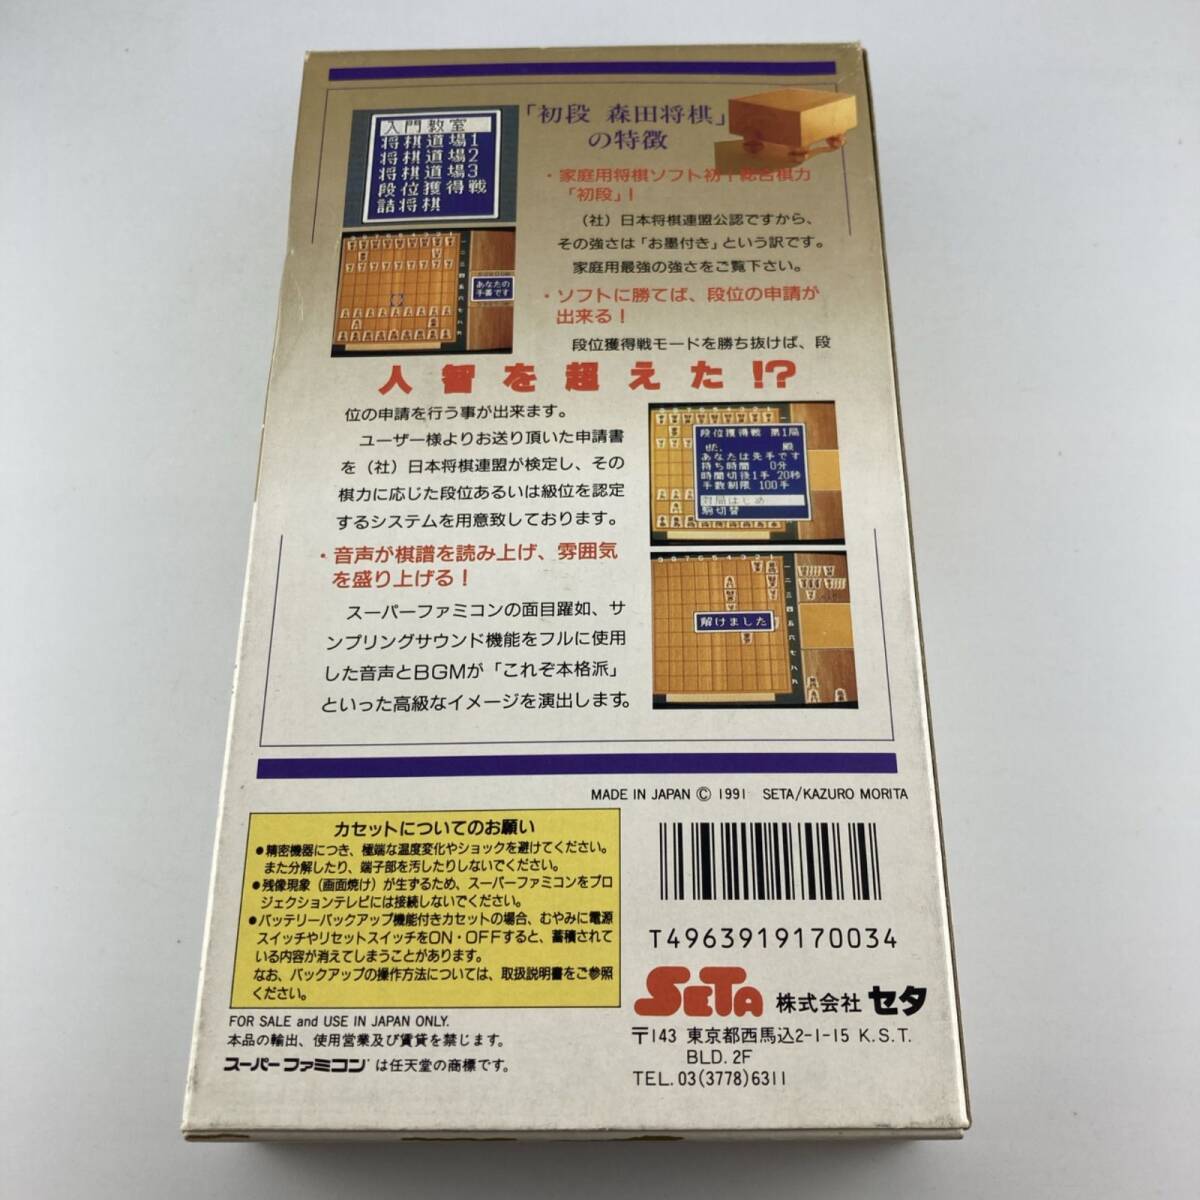 「初段 森田将棋」
の特徴
入門教室
将棋道場1
将棋道場2
将棋道場3
段位獲得戦
詰将棋
・家庭用将棋ソフト初!総合棋力
「初段」!
(社)日本将棋連盟公認ですから、
その強さは「お墨付き」という訳です。
家庭用最強の強さをご覧下さい。
あなたの
手番です
・ソフトに勝てば、段位の申請が
出来る!
段位獲得戦モードを勝ち抜けば、段
人智を超えた!?
位の申請を行う事が出来ます。
ユーザー様よりお送り頂いた申請書
を(社)日本将棋連盟が検定し、その
棋力に応じた段位あるいは級位を認定
するシステムを用意致しております。
段位獲得戦 第1局
殿
あなたは先手です
持ち時間 0分
時間切後1手 20秒
手数制限 100手
対局はじめ
駒切替
・音声が棋譜を読み上げ、雰囲気
を盛り上げる!
スーパーファミコンの面目躍如、サ
ンプリングサウンド機能をフルに使用
した音声とBGMが「これぞ本格派」
といった高級なイメージを演出します。
解けました
MADE IN JAPAN © 1991 SETA/KAZURO MORITA
カセットについてのお願い
●精密機器につき、極端な温度変化やショックを避けてください。
また分解したり、端子部を汚したりしないでください。
●残像現象(画面焼け)が生ずるため、スーパーファミコンをプロ
ジェクションテレビには接続しないでください。
●バッテリーバックアップ機能付きカセットの場合、むやみに電源
スイッチやリセットスイッチをON・OFFすると、蓄積されて
いる内容が消えてしまうことがあります。
なお、バックアップの操作方法については、取扱説明書をご参照
ください。
FOR SALE and USE IN JAPAN ONLY.
本品の輸出、使用営業及び賃貸を禁じます。
スーパーファミコンは任天堂の商標です。
T4963919170034
SETA 株式会社 セタ
〒143 東京都西馬込2-1-15 K.S.T.
BLD. 2F
TEL. 03(3778)6311